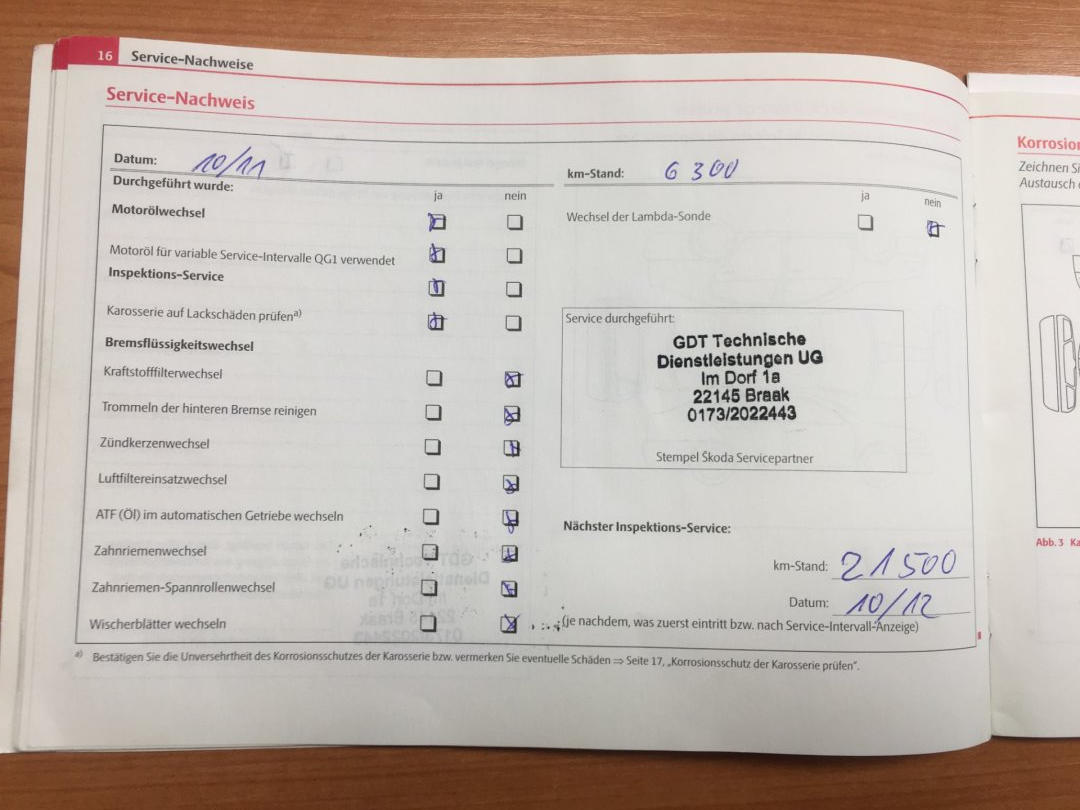 16 Service-Nachweise
Service-Nachweis
Datum: 10/11
Durchgeführt wurde:
ja nein
Motorölwechsel
Motoröl für variable Service-Intervalle QG1 verwendet
Inspektions-Service
Karosserie auf Lackschäden prüfen a)
Bremsflüssigkeitswechsel
Kraftstofffilterwechsel
Trommeln der hinteren Bremse reinigen
Zündkerzenwechsel
Luftfiltereinsatzwechsel
ATF (Öl) im automatischen Getriebe wechseln
Zahnriemenwechsel
Zahnriemen-Spannrollenwechsel
Wischerblätter wechseln
km-Stand: 6 300
ja nein
Wechsel der Lambda-Sonde
Service durchgeführt:
GDT Technische
Dienstleistungen UG
Im Dorf 1a
22145 Braak
0173/2022443
Stempel Škoda Servicepartner
Nächster Inspektions-Service:
km-Stand: 21500
Datum: 10/12
(je nachdem, was zuerst eintritt bzw. nach Service-Intervall-Anzeige)
a) Bestätigen Sie die Unversehrtheit des Korrosionsschutzes der Karosserie bzw. vermerken Sie eventuelle Schäden ⇒ Seite 17, „Korrosionsschutz der Karosserie prüfen“.
Korrosion
Zeichnen Si
Austausch
Abb. 3 Ka